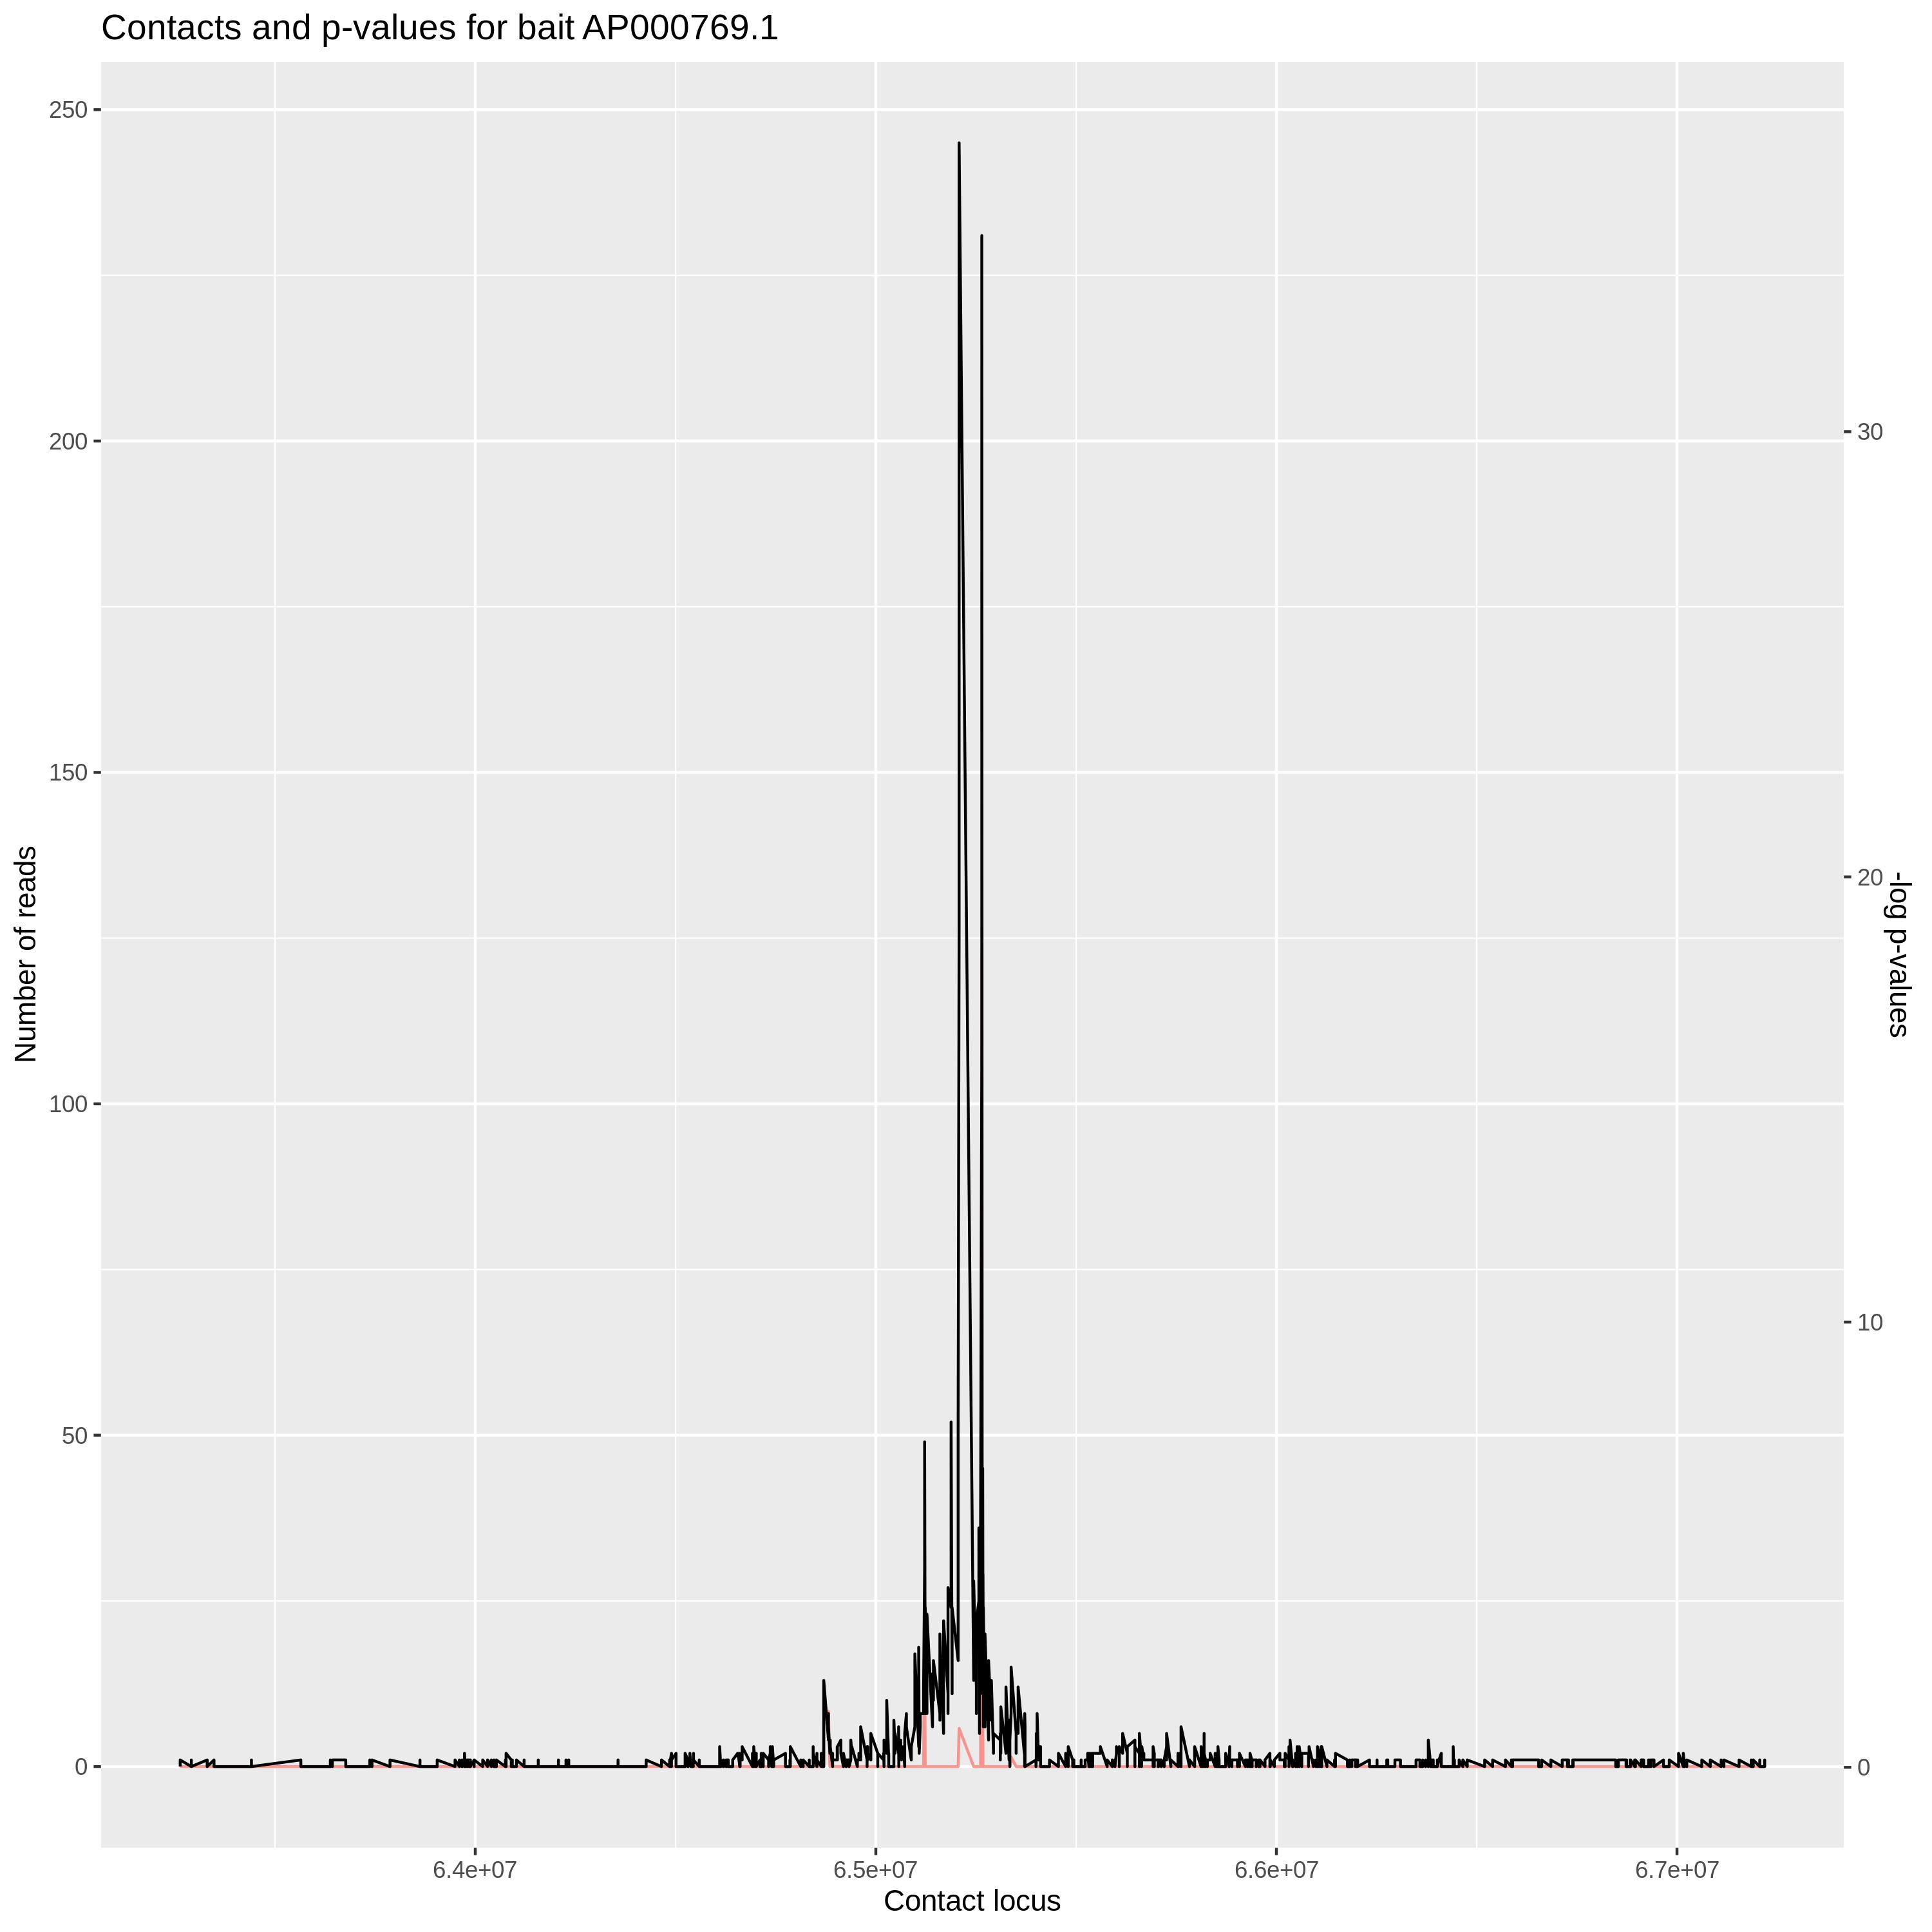 Contacts and p-values for bait AP000769.1
250
200
150
100
50
0
Number of reads
30
20
10
0
-log p-values
6.4e+07
6.5e+07
6.6e+07
6.7e+07
Contact locus